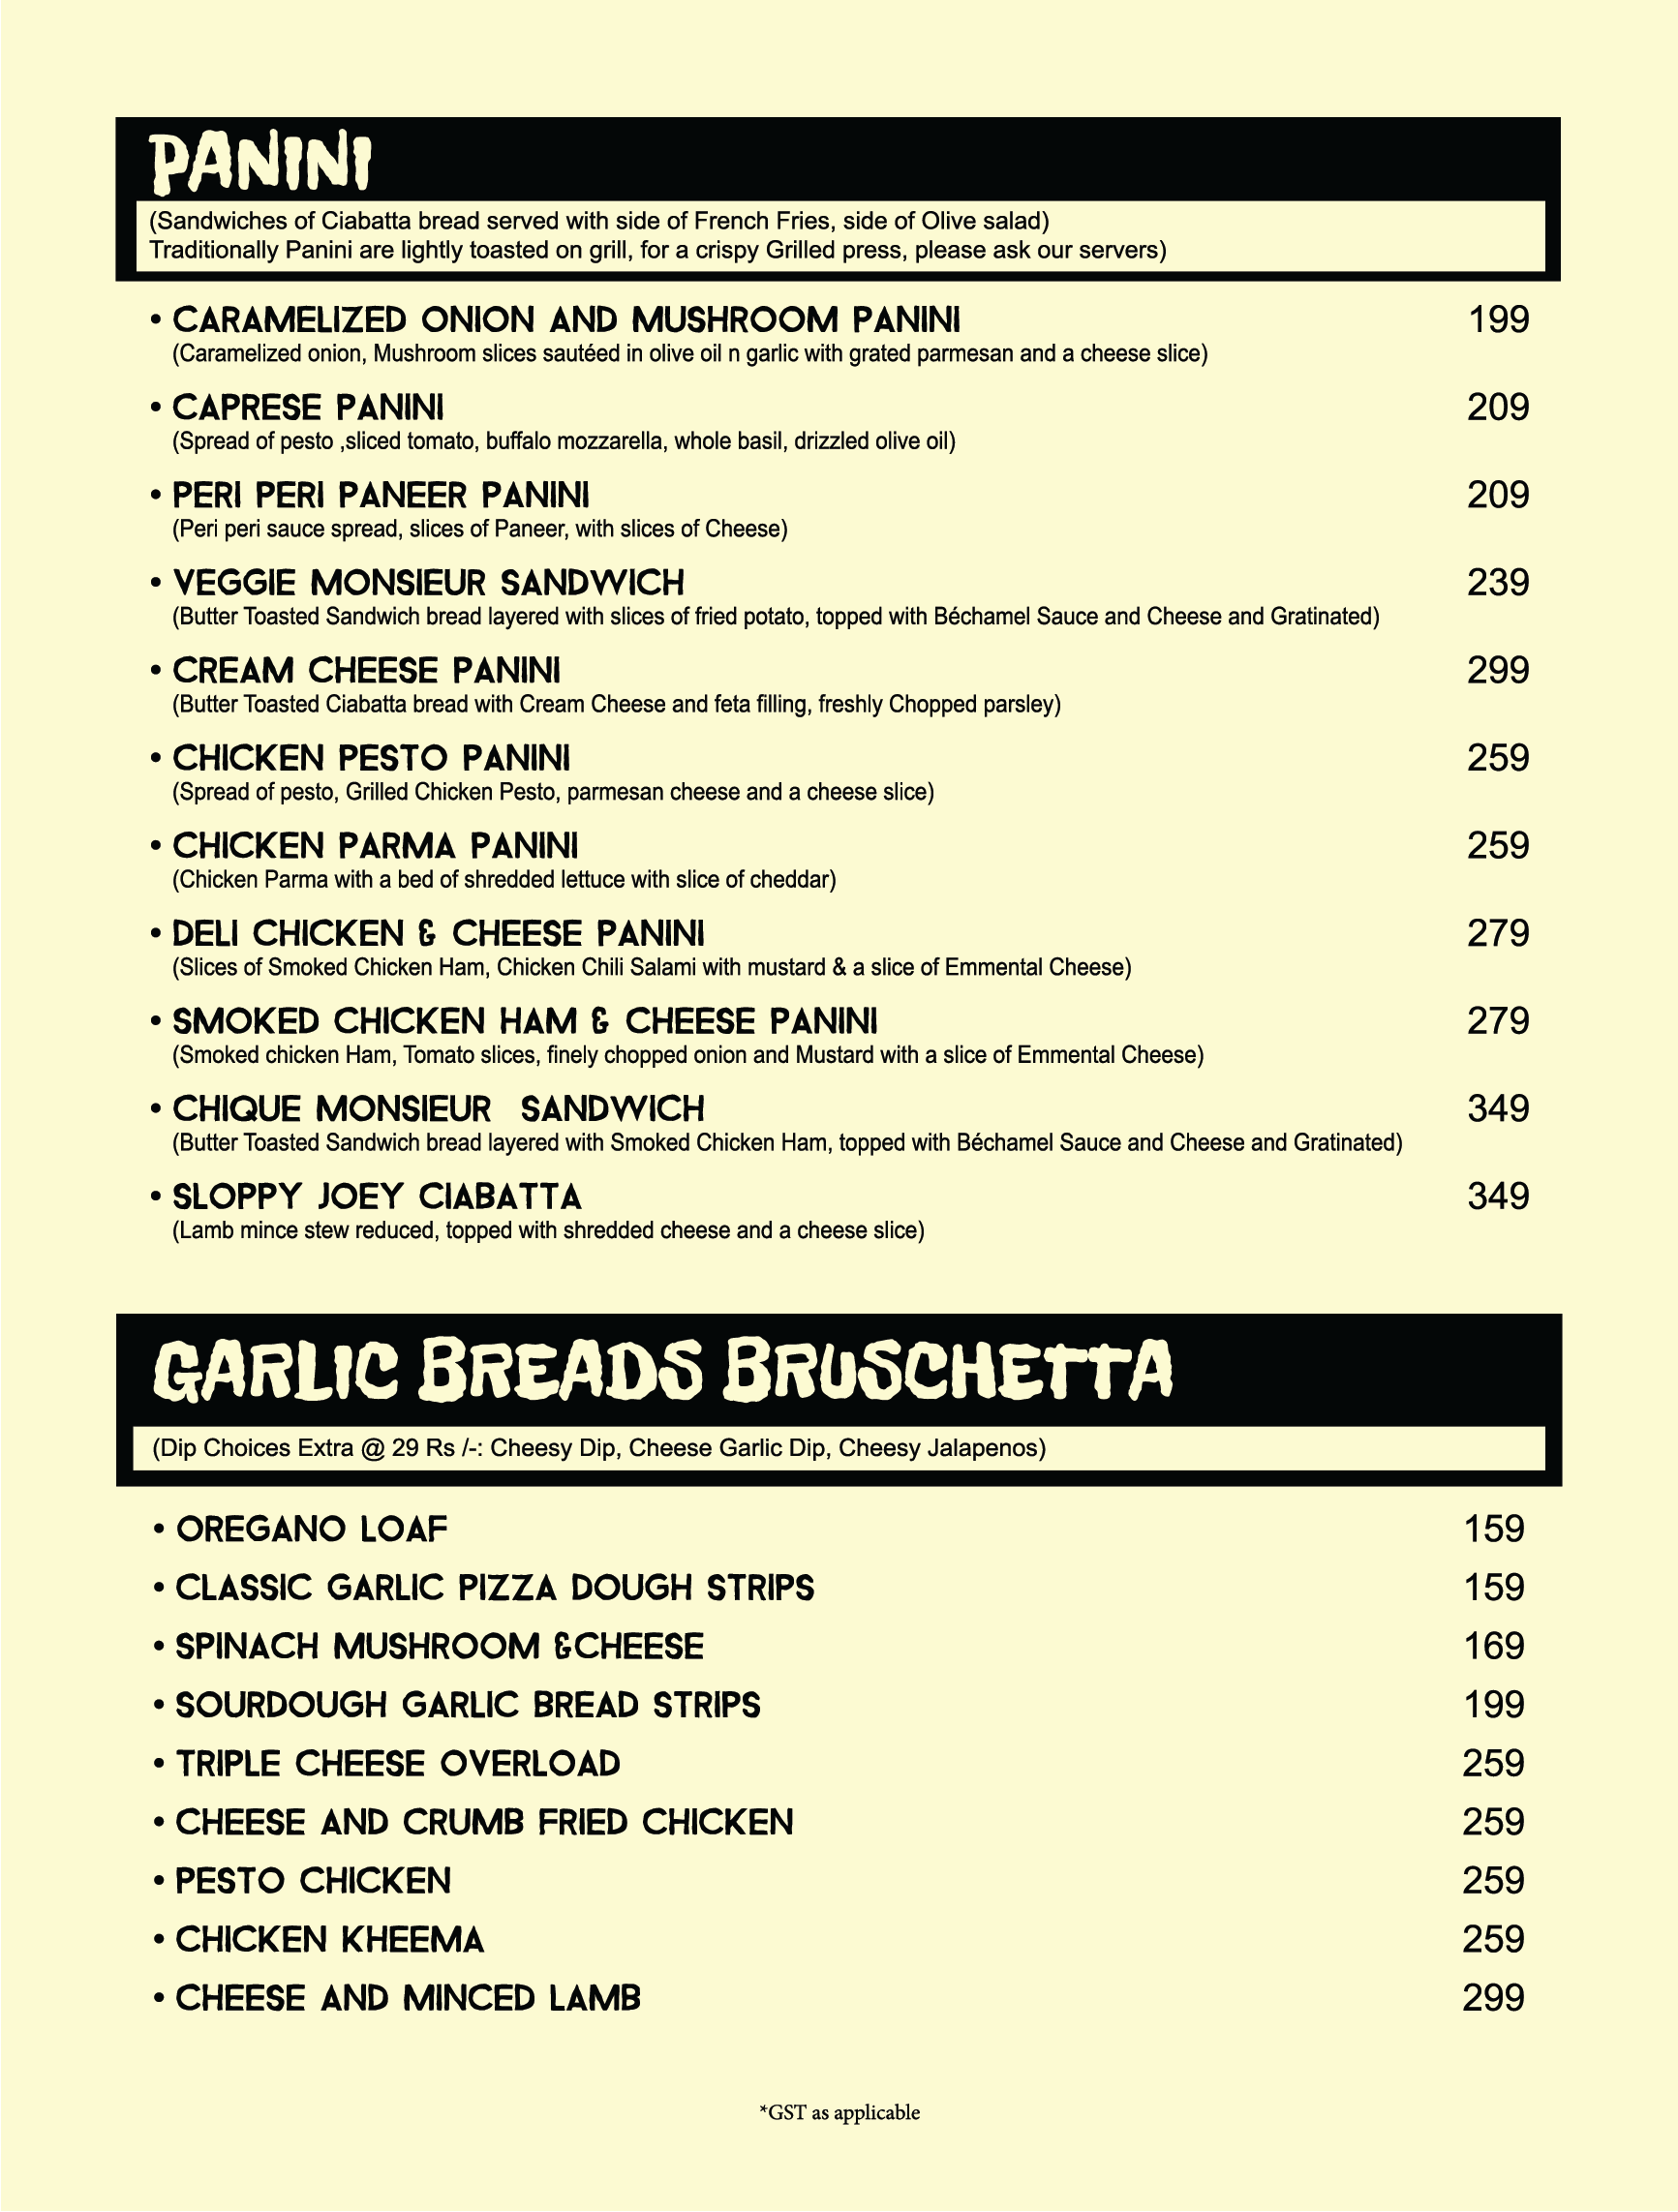 PANINI
(Sandwiches of Ciabatta bread served with side of French Fries, side of Olive salad)
Traditionally Panini are lightly toasted on grill, for a crispy Grilled press, please ask our servers)
• CARAMELIZED ONION AND MUSHROOM PANINI 199
(Caramelized onion, Mushroom slices sautéed in olive oil n garlic with grated parmesan and a cheese slice)
• CAPRESE PANINI 209
(Spread of pesto ,sliced tomato, buffalo mozzarella, whole basil, drizzled olive oil)
• PERI PERI PANEER PANINI 209
(Peri peri sauce spread, slices of Paneer, with slices of Cheese)
• VEGGIE MONSIEUR SANDWICH 239
(Butter Toasted Sandwich bread layered with slices of fried potato, topped with Béchamel Sauce and Cheese and Gratinated)
• CREAM CHEESE PANINI 299
(Butter Toasted Ciabatta bread with Cream Cheese and feta filling, freshly Chopped parsley)
• CHICKEN PESTO PANINI 259
(Spread of pesto, Grilled Chicken Pesto, parmesan cheese and a cheese slice)
• CHICKEN PARMA PANINI 259
(Chicken Parma with a bed of shredded lettuce with slice of cheddar)
• DELI CHICKEN & CHEESE PANINI 279
(Slices of Smoked Chicken Ham, Chicken Chili Salami with mustard & a slice of Emmental Cheese)
• SMOKED CHICKEN HAM & CHEESE PANINI 279
(Smoked chicken Ham, Tomato slices, finely chopped onion and Mustard with a slice of Emmental Cheese)
• CHIQUE MONSIEUR SANDWICH 349
(Butter Toasted Sandwich bread layered with Smoked Chicken Ham, topped with Béchamel Sauce and Cheese and Gratinated)
• SLOPPY JOEY CIABATTA 349
(Lamb mince stew reduced, topped with shredded cheese and a cheese slice)
GARLIC BREADS BRUSCHETTA
(Dip Choices Extra @ 29 Rs /-: Cheesy Dip, Cheese Garlic Dip, Cheesy Jalapenos)
• OREGANO LOAF 159
• CLASSIC GARLIC PIZZA DOUGH STRIPS 159
• SPINACH MUSHROOM &CHEESE 169
• SOURDOUGH GARLIC BREAD STRIPS 199
• TRIPLE CHEESE OVERLOAD 259
• CHEESE AND CRUMB FRIED CHICKEN 259
• PESTO CHICKEN 259
• CHICKEN KHEEMA 259
• CHEESE AND MINCED LAMB 299
*GST as applicable